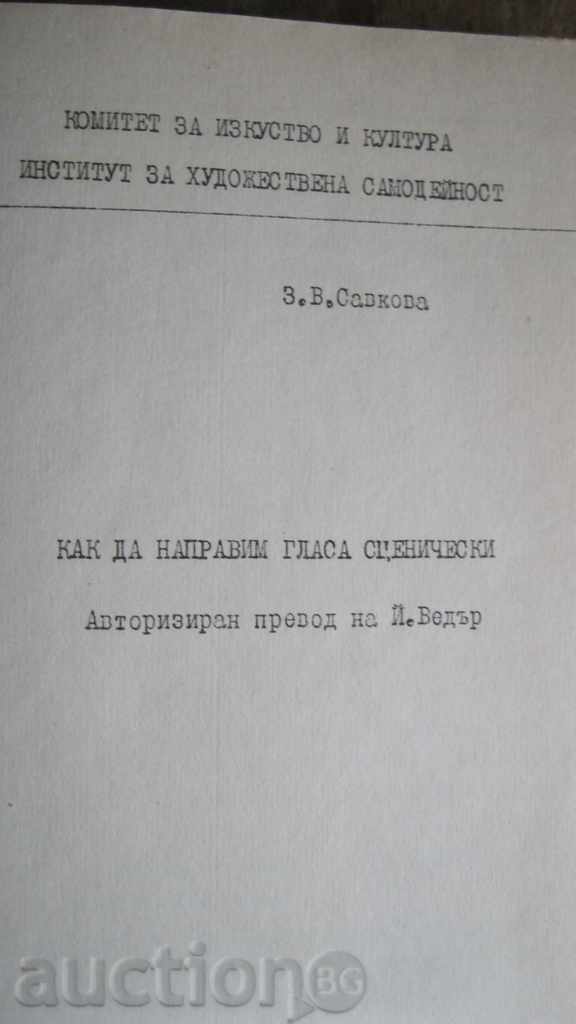 КОМИТЕТ ЗА ИЗКУСТВО И КУЛТУРА
ИНСТИТУТ ЗА ХУДОЖЕСТВЕНА САМОДЕЙНОСТ
З.В.Савкова
КАК ДА НАПРАВИМ ГЛАСА СЦЕНИЧЕСКИ
Авторизиран превод на Й.Ведър
auction BG